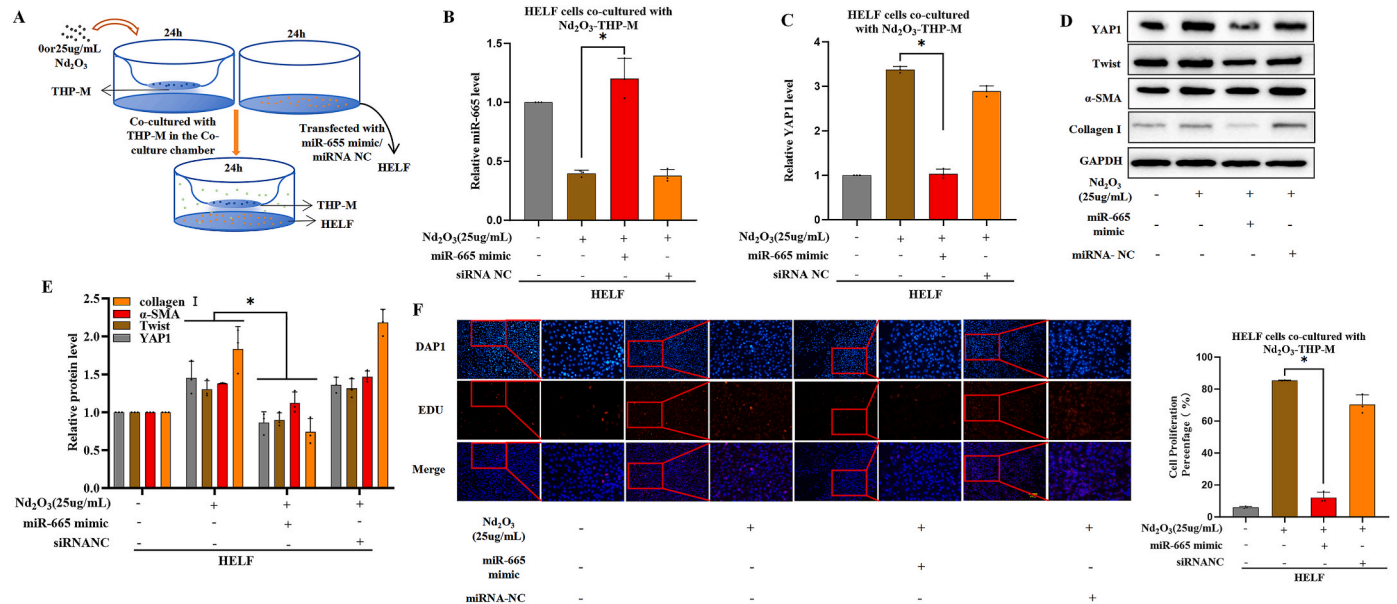 A
24h
24h
0or25ug/mL
Nd₂O₃
THP-M
Co-cultured with
THP-M in the Co-
culture chamber
Transfected with
miR-655 mimic/
miRNA NC
HELF
24h
THP-M
HELF
B
HELF cells co-cultured with
Nd₂O₃-THP-M
Relative miR-665 level
1.5
1.0
0.5
0.0
*
Nd₂O₃(25ug/mL) - + + +
miR-665 mimic - - + -
siRNA NC - - - +
HELF
C
HELF cells co-cultured
with Nd₂O₃-THP-M
Relative YAP1 level
4
3
2
1
0
*
Nd₂O₃(25ug/mL) - + + +
miR-665 mimic - - + -
siRNA NC - - - +
HELF
D
YAP1
Twist
α-SMA
Collagen I
GAPDH
Nd₂O₃
(25ug/mL) - + + +
miR-665
mimic - - + -
miRNA- NC - - - +
E
Relative protein level
2.5
2.0
1.5
1.0
0.5
0.0
collagen I
α-SMA
Twist
YAP1
*
Nd₂O₃(25ug/mL) - + + +
miR-665 mimic - - + -
siRNANC - - - +
HELF
F
DAP1
EDU
Merge
Nd₂O₃
(25ug/mL) - + + +
miR-665
mimic - - + -
miRNA-NC - - - +
HELF cells co-cultured with
Nd₂O₃-THP-M
Cell Proliferation
Pereenfage (%)
100
80
60
40
20
0
*
Nd₂O₃(25ug/mL) - + + +
miR-665 mimic - - + -
siRNANC - - - +
HELF